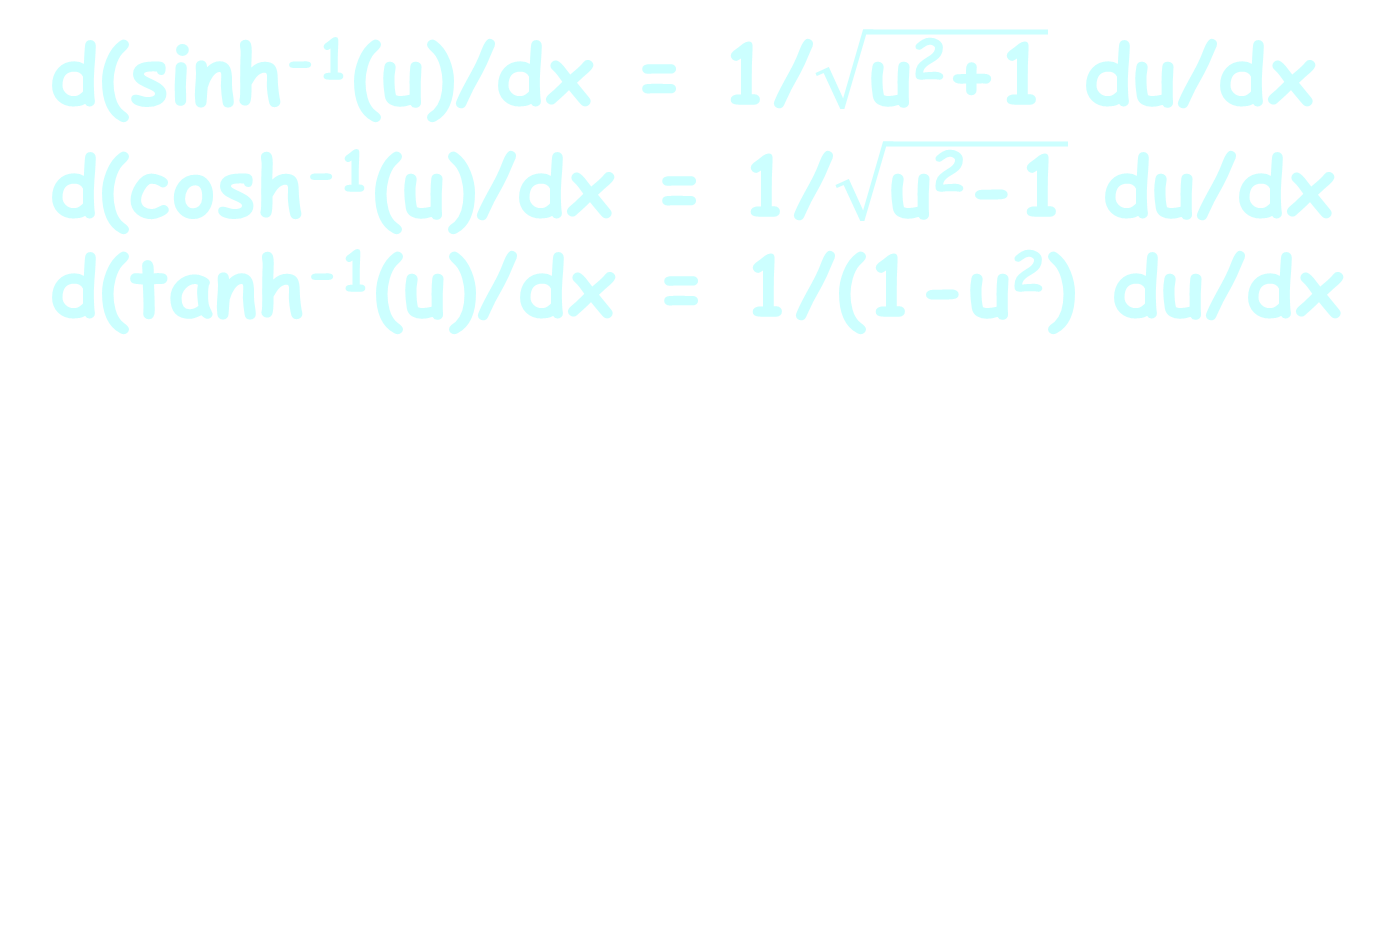 d(sinh⁻¹(u)/dx = 1/√u²+1 du/dx
d(cosh⁻¹(u)/dx = 1/√u²-1 du/dx
d(tanh⁻¹(u)/dx = 1/(1-u²) du/dx